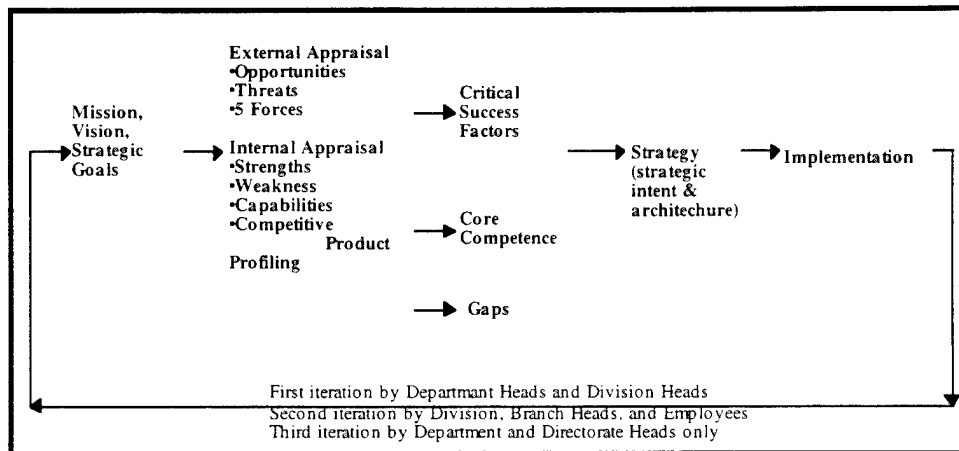 Mission,
Vision,
Strategic
Goals
External Appraisal
•Opportunities
•Threats
•5 Forces
Internal Appraisal
•Strengths
•Weakness
•Capabilities
•Competitive
Product
Profiling
Critical
Success
Factors
Core
Competence
Gaps
Strategy
(strategic
intent &
architechure)
Implementation
First iteration by Departmant Heads and Division Heads
Second iteration by Division, Branch Heads, and Employees
Third iteration by Department and Directorate Heads only